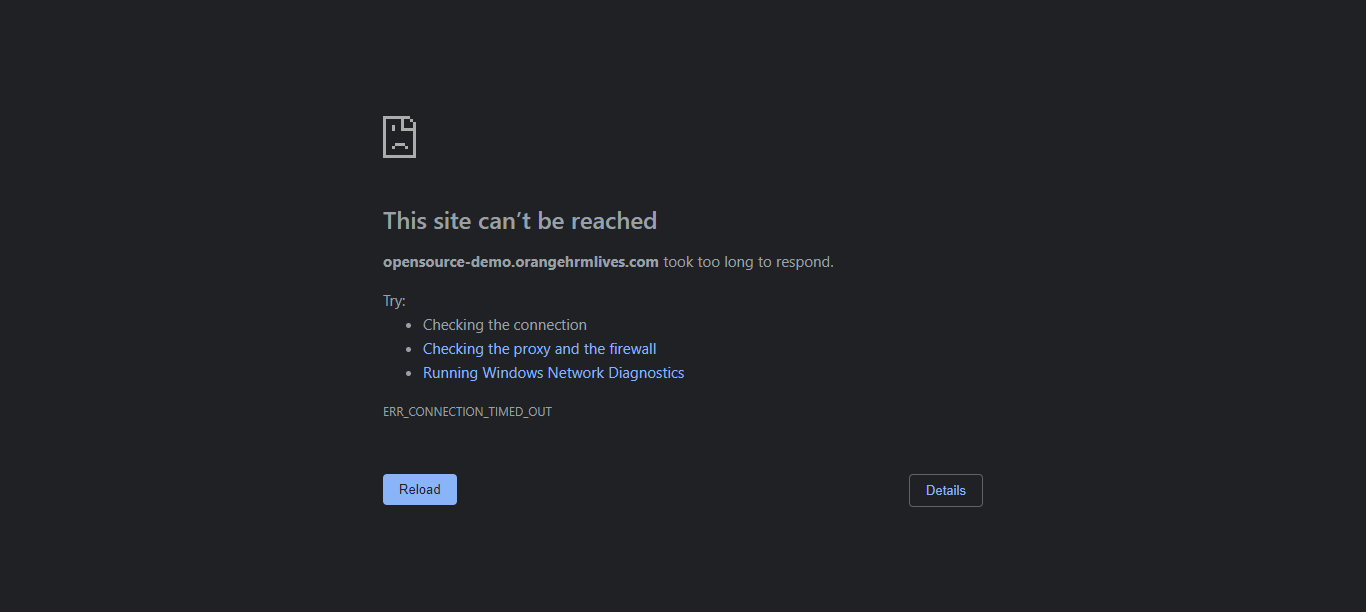 This site can’t be reached
opensource-demo.orangehrmlives.com took too long to respond.
Try:
Checking the connection
Checking the proxy and the firewall
Running Windows Network Diagnostics
ERR_CONNECTION_TIMED_OUT
Reload
Details